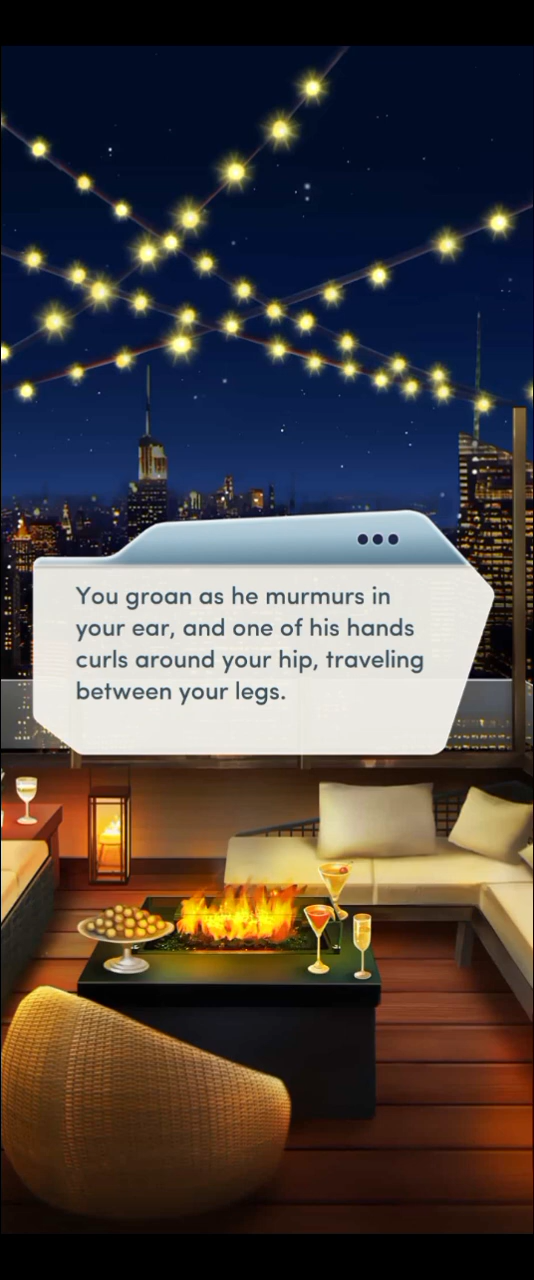 You groan as he murmurs in
your ear, and one of his hands
curls around your hip, traveling
between your legs.